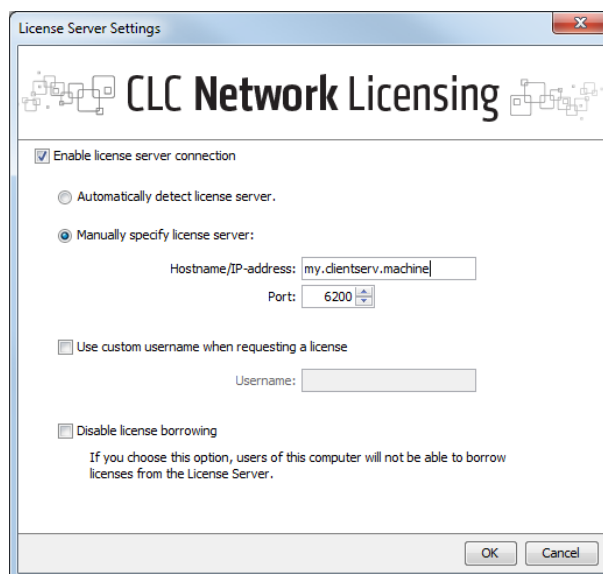 License Server Settings
CLC Network Licensing
Enable license server connection
Automatically detect license server.
Manually specify license server:
Hostname/IP-address: my.clientserv.machine
Port: 6200
Use custom username when requesting a license
Username:
Disable license borrowing
If you choose this option, users of this computer will not be able to borrow
licenses from the License Server.
OK Cancel